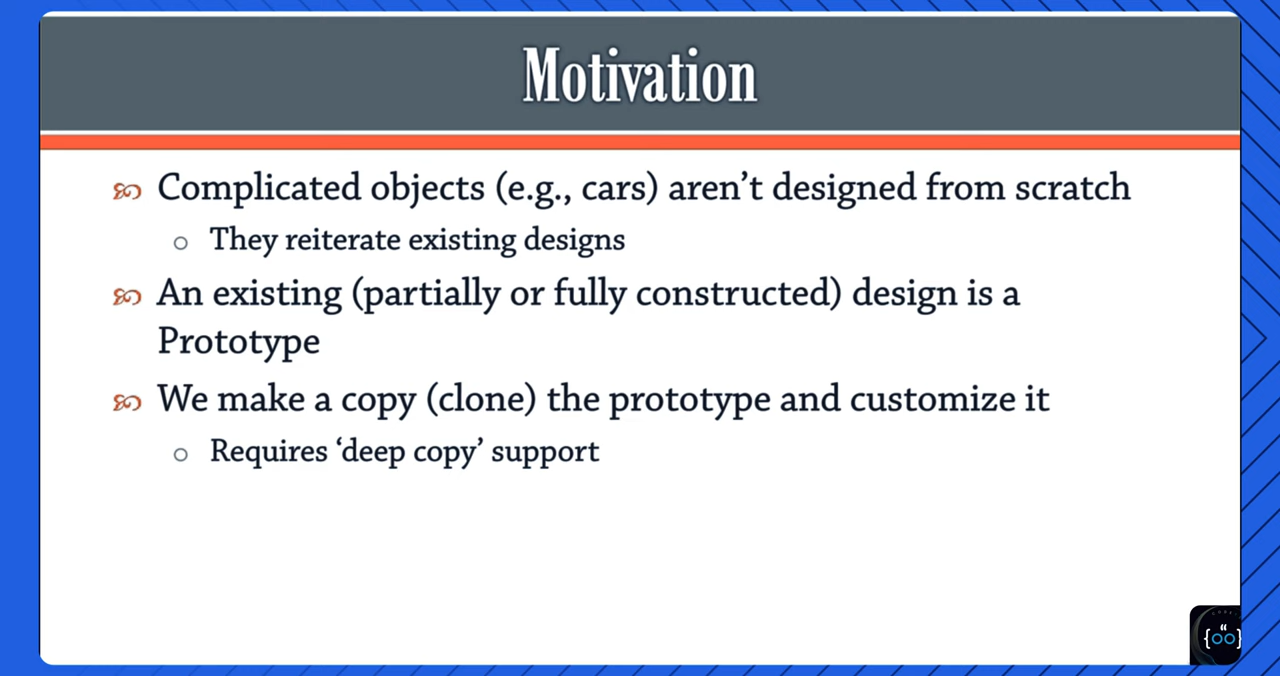 Motivation
Complicated objects (e.g., cars) aren’t designed from scratch
They reiterate existing designs
An existing (partially or fully constructed) design is a
Prototype
We make a copy (clone) the prototype and customize it
Requires ‘deep copy’ support